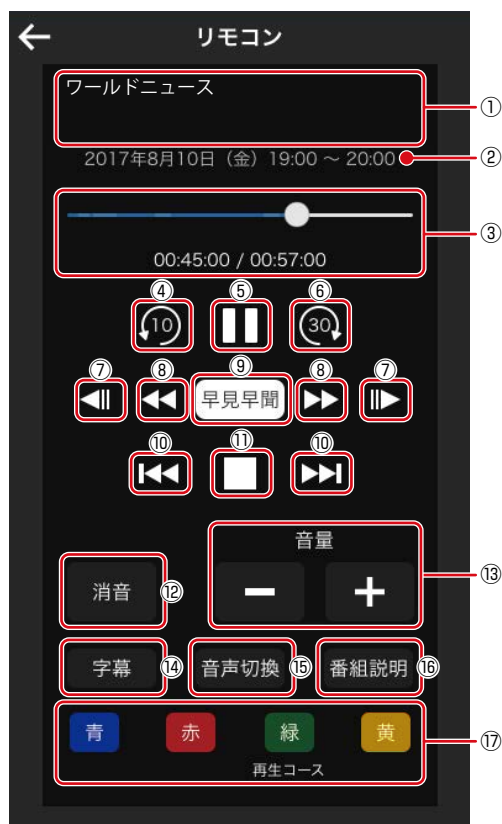 リモコン
ワールドニュース
①
2017年8月10日（金）19:00 ～ 20:00
②
③
00:45:00 / 00:57:00
④ ⑤ ⑥
10 30
⑦ ⑧ ⑨ ⑧ ⑦
早見早聞
⑩ ⑪ ⑩
音量
⑬
消音 ⑫
字幕 ⑭ 音声切換 ⑮ 番組説明 ⑯
青 赤 緑 黄
⑰
再生コース